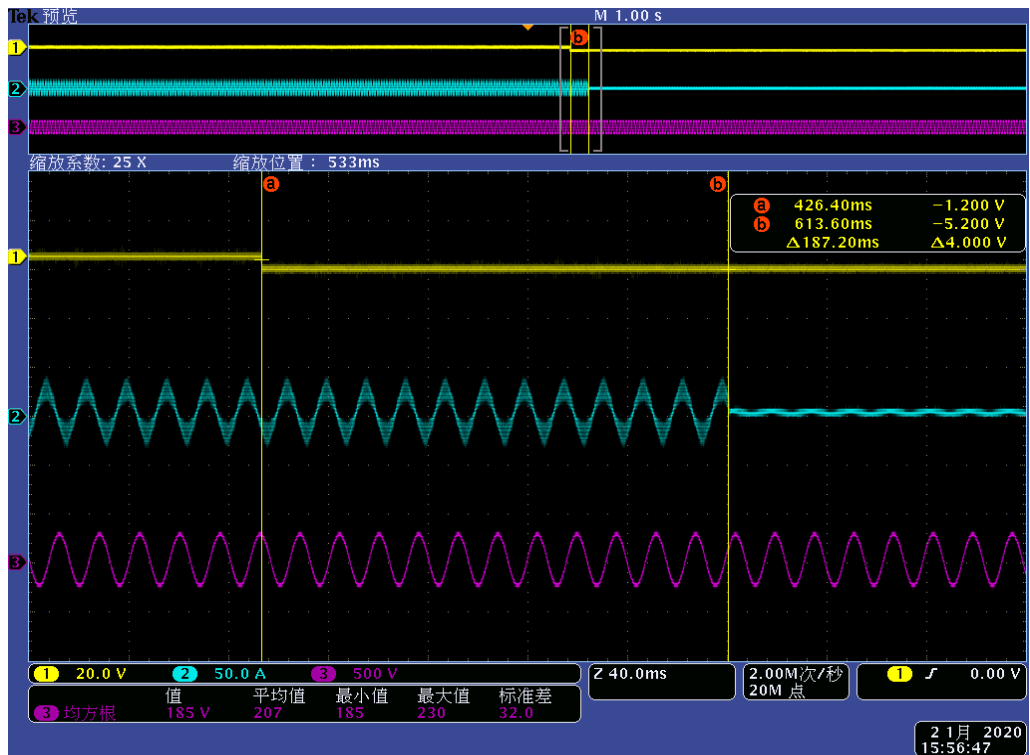 Tek 预览 M 1.00 s
1
b
2
3
缩放系数: 25 X 缩放位置： 533ms
a b
a 426.40ms −1.200 V
b 613.60ms −5.200 V
Δ187.20ms Δ4.000 V
1
2
3
1 20.0 V 2 50.0 A 3 500 V
Z 40.0ms
2.00M次/秒
20M 点
1 0.00 V
值 平均值 最小值 最大值 标准差
3 均方根 185 V 207 185 230 32.0
2 1月 2020
15:56:47